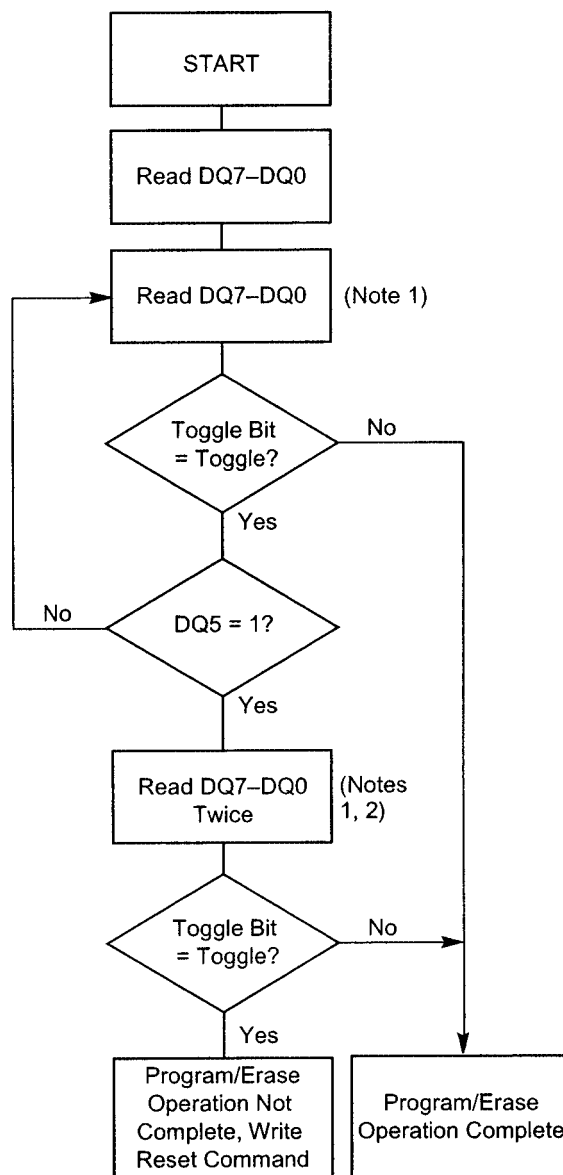 START
Read DQ7–DQ0
Read DQ7–DQ0
(Note 1)
Toggle Bit
= Toggle?
No
Yes
DQ5 = 1?
No
Yes
Read DQ7–DQ0
Twice
(Notes
1, 2)
Toggle Bit
= Toggle?
No
Yes
Program/Erase
Operation Not
Complete, Write
Reset Command
Program/Erase
Operation Complete